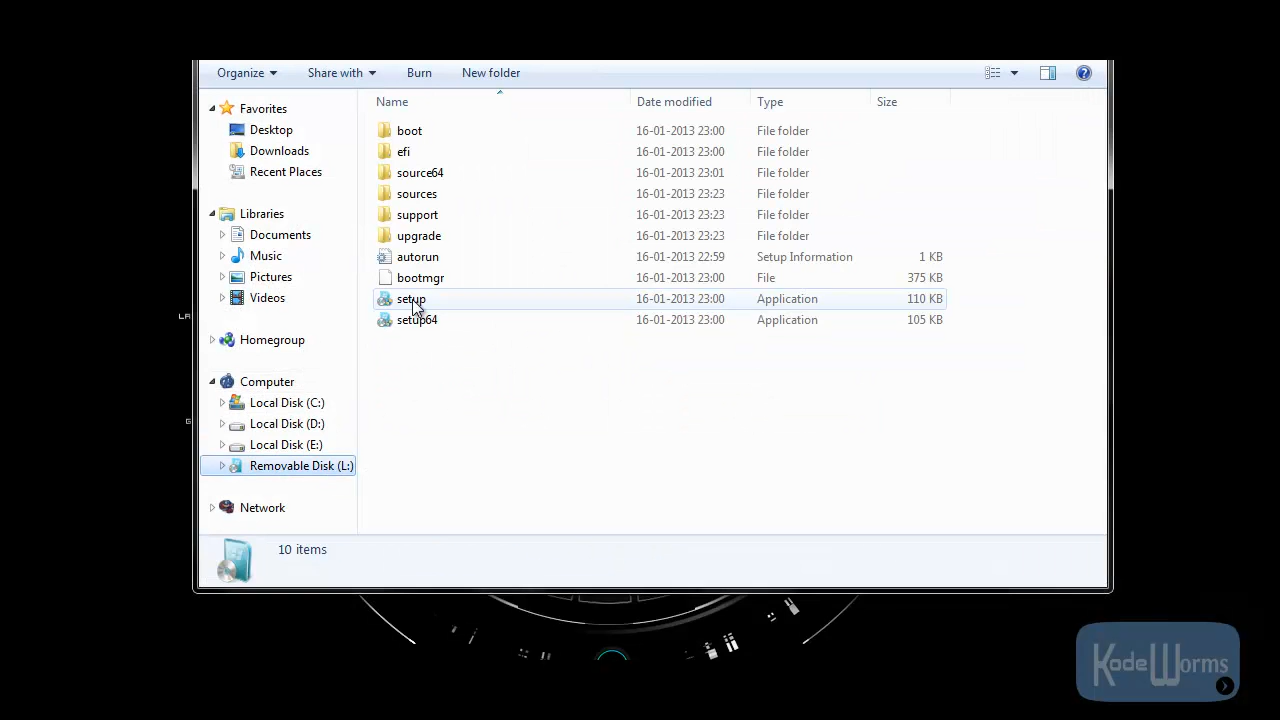 Organize Share with Burn New folder
Name Date modified Type Size
Favorites
Desktop
Downloads
Recent Places
Libraries
Documents
Music
Pictures
Videos
Homegroup
Computer
Local Disk (C:)
Local Disk (D:)
Local Disk (E:)
Removable Disk (L:)
Network
boot 16-01-2013 23:00 File folder
efi 16-01-2013 23:00 File folder
source64 16-01-2013 23:01 File folder
sources 16-01-2013 23:23 File folder
support 16-01-2013 23:23 File folder
upgrade 16-01-2013 23:23 File folder
autorun 16-01-2013 22:59 Setup Information 1 KB
bootmgr 16-01-2013 23:00 File 375 KB
setup 16-01-2013 23:00 Application 110 KB
setup64 16-01-2013 23:00 Application 105 KB
10 items
KodeWorms